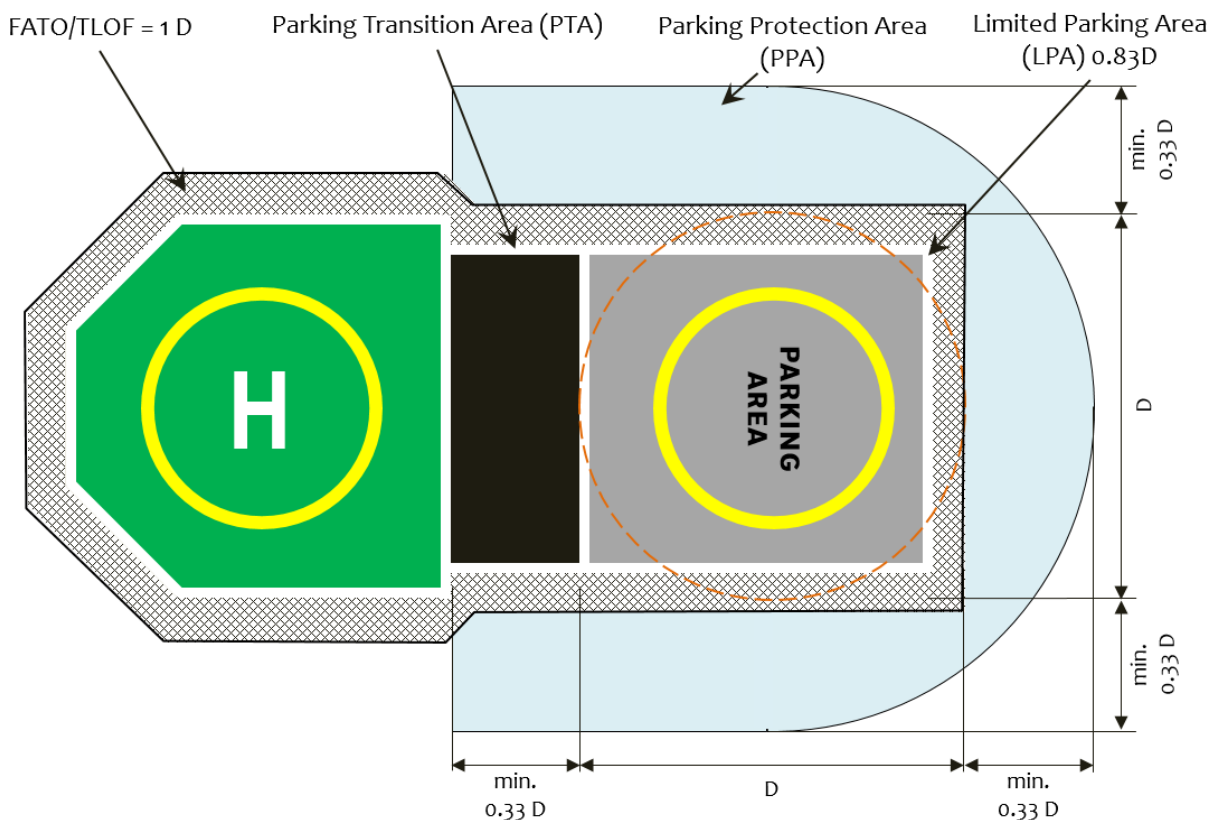 FATO/TLOF = 1 D
Parking Transition Area (PTA)
Parking Protection Area
(PPA)
Limited Parking Area
(LPA) 0.83D
min.
0.33 D
H
PARKING
AREA
D
min.
0.33 D
min.
0.33 D
D
min.
0.33 D